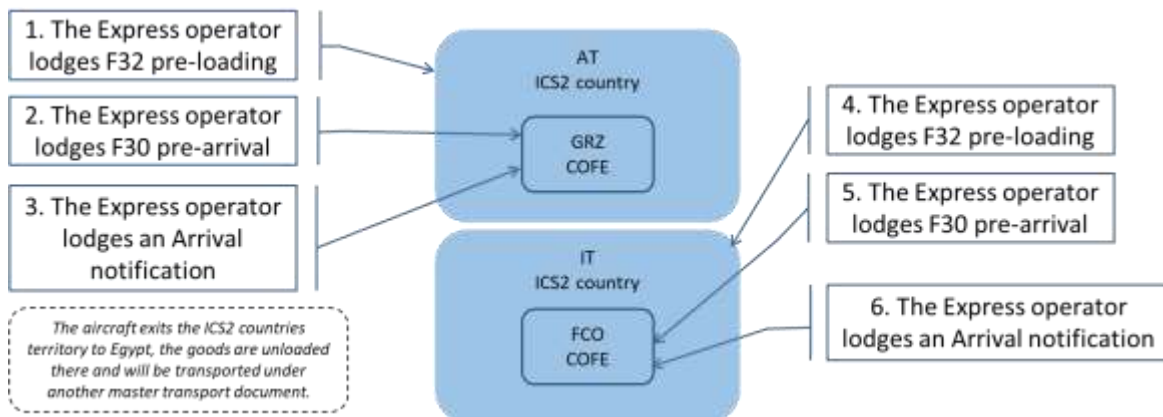 1. The Express operator
lodges F32 pre-loading
2. The Express operator
lodges F30 pre-arrival
3. The Express operator
lodges an Arrival
notification
The aircraft exits the ICS2 countries
territory to Egypt, the goods are unloaded
there and will be transported under
another master transport document.
AT
ICS2 country
GRZ
COFE
IT
ICS2 country
FCO
COFE
4. The Express operator
lodges F32 pre-loading
5. The Express operator
lodges F30 pre-arrival
6. The Express operator
lodges an Arrival notification